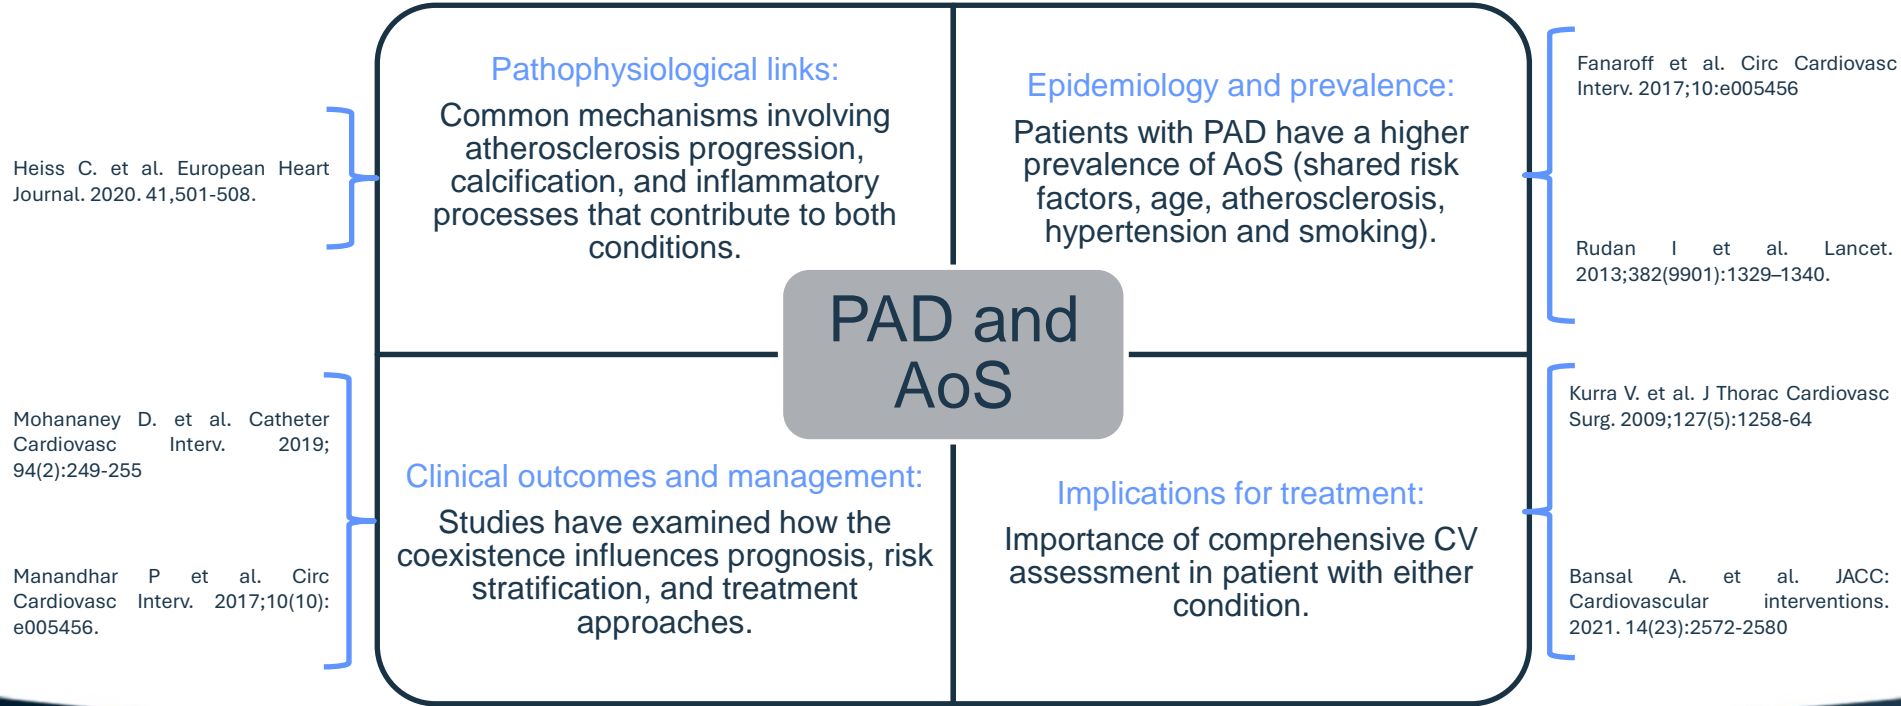 Heiss C. et al. European Heart
Journal. 2020. 41,501-508.
Mohananey D. et al. Catheter
Cardiovasc Interv. 2019;
94(2):249-255
Manandhar P et al. Circ
Cardiovasc Interv. 2017;10(10):
e005456.
Pathophysiological links:
Common mechanisms involving
atherosclerosis progression,
calcification, and inflammatory
processes that contribute to both
conditions.
Epidemiology and prevalence:
Patients with PAD have a higher
prevalence of AoS (shared risk
factors, age, atherosclerosis,
hypertension and smoking).
PAD and
AoS
Clinical outcomes and management:
Studies have examined how the
coexistence influences prognosis, risk
stratification, and treatment
approaches.
Implications for treatment:
Importance of comprehensive CV
assessment in patient with either
condition.
Fanaroff et al. Circ Cardiovasc
Interv. 2017;10:e005456
Rudan I et al. Lancet.
2013;382(9901):1329–1340.
Kurra V. et al. J Thorac Cardiovasc
Surg. 2009;127(5):1258-64
Bansal A. et al. JACC:
Cardiovascular interventions.
2021. 14(23):2572-2580